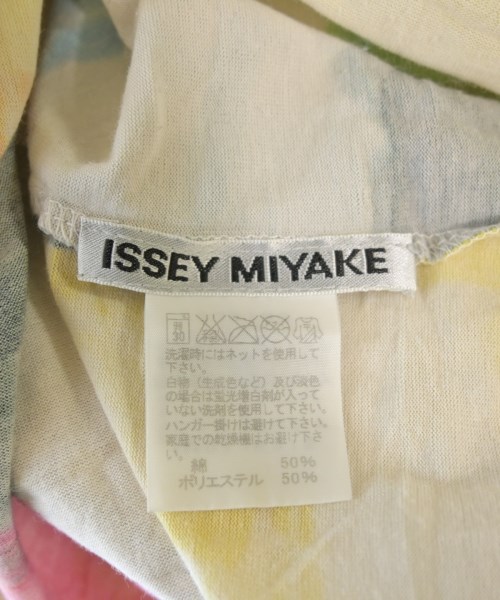 ISSEY MIYAKE
30
洗濯時にはネットを使用して
下さい。
白物（生成色など）及び淡色
の場合は蛍光増白剤が入って
いない洗剤を使用して下さい。
ハンガー掛けは避けて下さい。
家庭での乾燥機はお避け下さ
い。
綿 50%
ポリエステル 50%